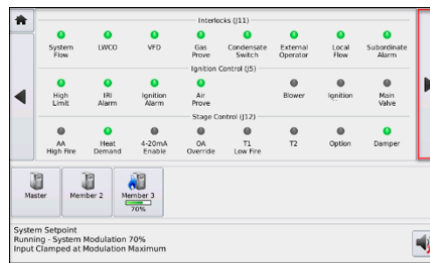 Interlocks (J11)
System Flow
LWCO
VFD
Gas Prove
Condensate Switch
External Operator
Local Flow
Subordinate Alarm
Ignition Control (J5)
High Limit
IRI Alarm
Ignition Alarm
Air Prove
Blower
Ignition
Main Valve
Stage Control (J12)
AA High Fire
Heat Demand
4-20mA Enable
OA Override
T1 Low Fire
T2
Option
Damper
Master
Member 2
Member 3
70%
System Setpoint
Running - System Modulation 70%
Input Clamped at Modulation Maximum